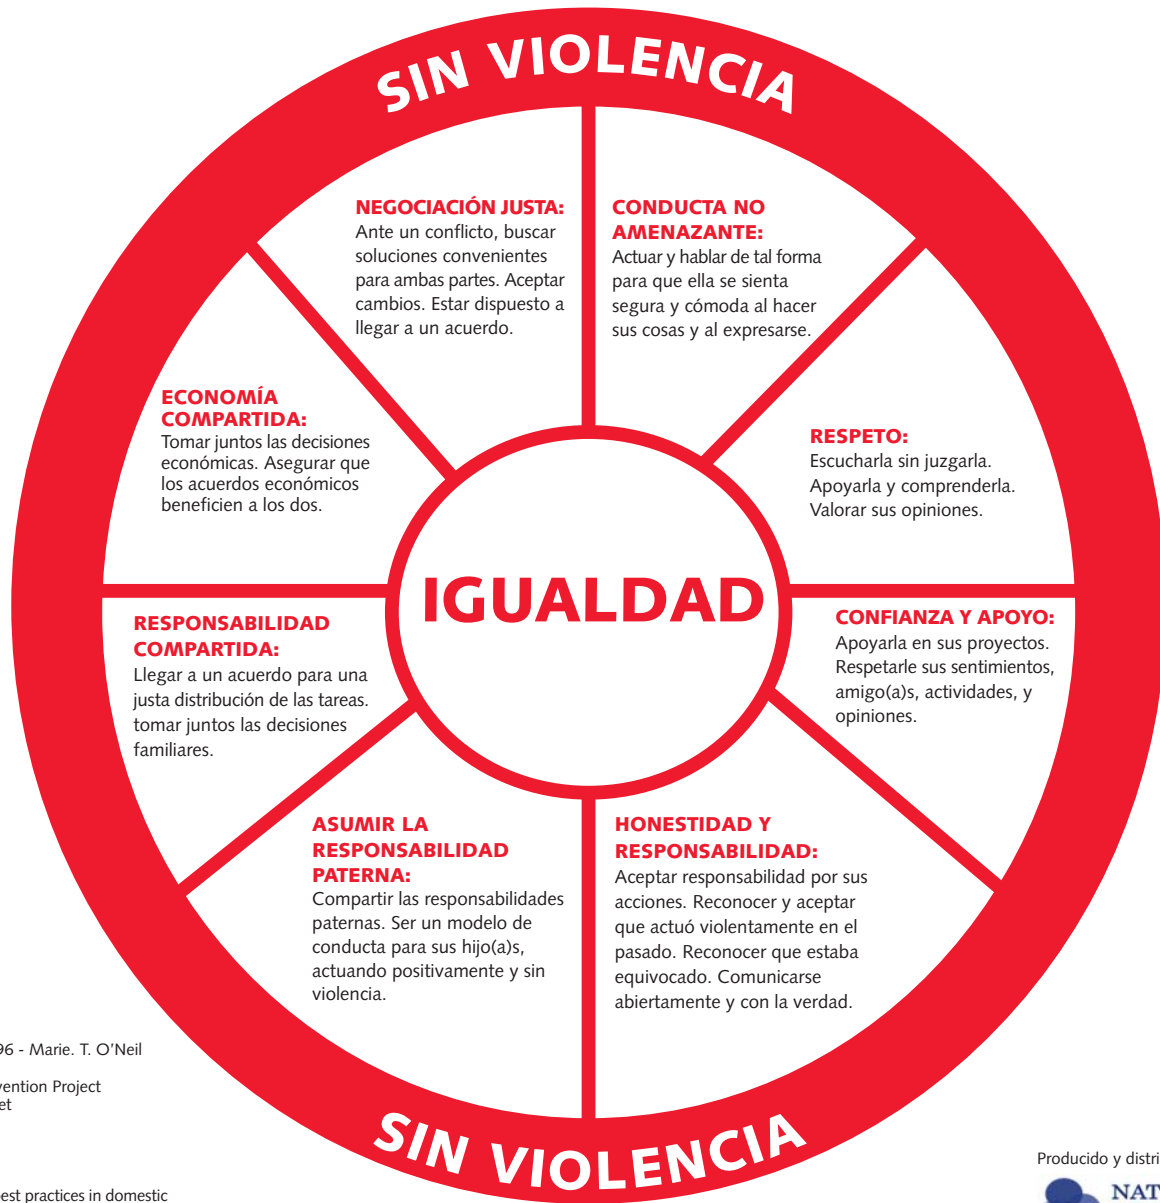 SIN VIOLENCIA
NEGOCIACIÓN JUSTA:
Ante un conflicto, buscar
soluciones convenientes
para ambas partes. Aceptar
cambios. Estar dispuesto a
llegar a un acuerdo.
CONDUCTA NO
AMENAZANTE:
Actuar y hablar de tal forma
para que ella se sienta
segura y cómoda al hacer
sus cosas y al expresarse.
ECONOMÍA
COMPARTIDA:
Tomar juntos las decisiones
económicas. Asegurar que
los acuerdos económicos
beneficien a los dos.
RESPETO:
Escucharla sin juzgarla.
Apoyarla y comprenderla.
Valorar sus opiniones.
IGUALDAD
RESPONSABILIDAD
COMPARTIDA:
Llegar a un acuerdo para una
justa distribución de las tareas.
tomar juntos las decisiones
familiares.
CONFIANZA Y APOYO:
Apoyarla en sus proyectos.
Respetarle sus sentimientos,
amigo(a)s, actividades, y
opiniones.
ASUMIR LA
RESPONSABILIDAD
PATERNA:
Compartir las responsabilidades
paternas. Ser un modelo de
conducta para sus hijo(a)s,
actuando positivamente y sin
violencia.
HONESTIDAD Y
RESPONSABILIDAD:
Aceptar responsabilidad por sus
acciones. Reconocer y aceptar
que actuó violentamente en el
pasado. Reconocer que estaba
equivocado. Comunicarse
abiertamente y con la verdad.
SIN VIOLENCIA
96 - Marie. T. O'Neil
vention Project
et
best practices in domestic
Producido y distri
NAT